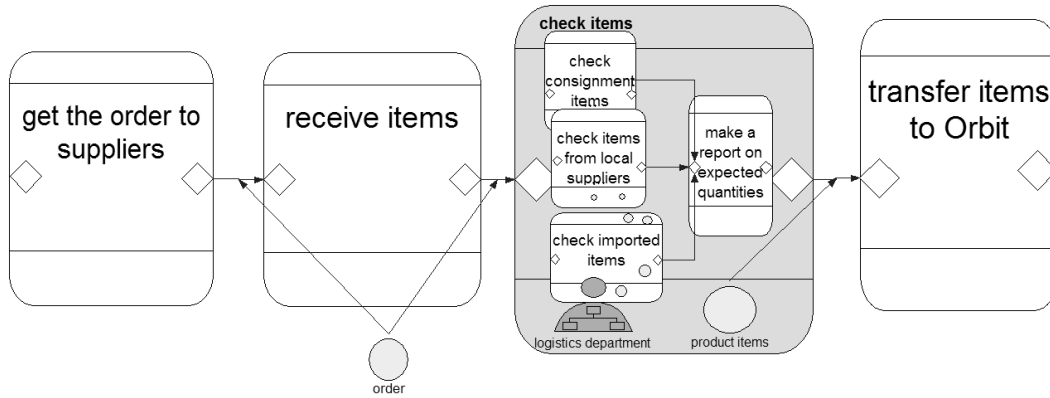 get the order to
suppliers
receive items
check items
check
consignment
items
check items
from local
suppliers
check imported
items
make a
report on
expected
quantities
logistics department
product items
transfer items
to Orbit
order